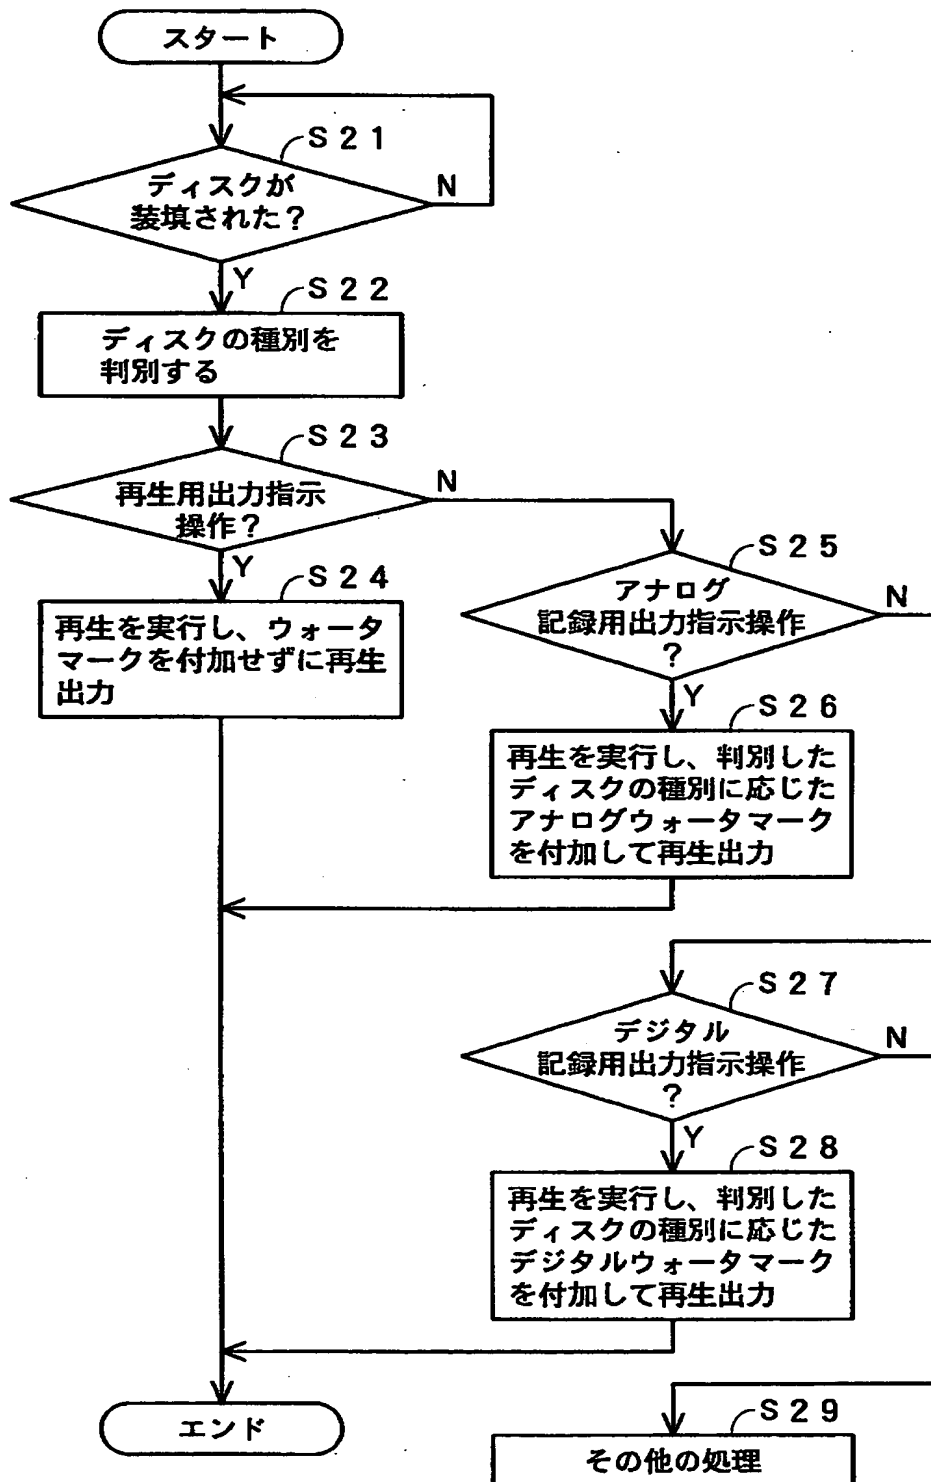 スタート
S21
ディスクが
装填された?
N
Y
S22
ディスクの種別を
判別する
S23
再生用出力指示
操作?
N
Y
S24
再生を実行し、ウォータ
マークを付加せずに再生
出力
S25
アナログ
記録用出力指示操作
?
N
Y
S26
再生を実行し、判別した
ディスクの種別に応じた
アナログウォータマーク
を付加して再生出力
S27
デジタル
記録用出力指示操作
?
N
Y
S28
再生を実行し、判別した
ディスクの種別に応じた
デジタルウォータマーク
を付加して再生出力
エンド
S29
その他の処理